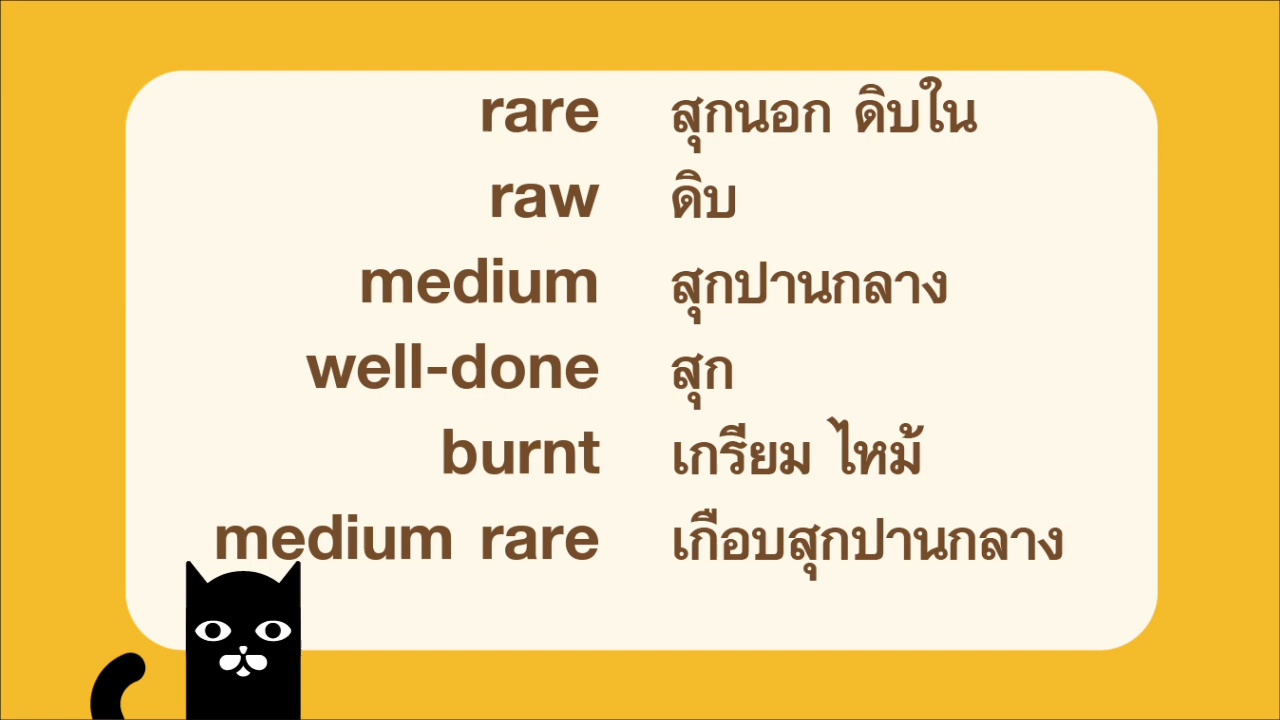 rare สุกนอก ดิบใน
raw ดิบ
medium สุกปานกลาง
well-done สุก
burnt เกรียม ไหม้
medium rare เกือบสุกปานกลาง